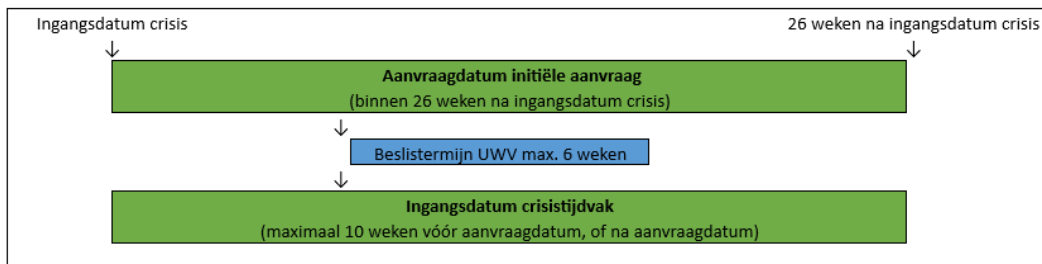 Ingangsdatum crisis
26 weken na ingangsdatum crisis
Aanvraagdatum initiële aanvraag
(binnen 26 weken na ingangsdatum crisis)
Beslistermijn UWV max. 6 weken
Ingangsdatum crisistijdvak
(maximaal 10 weken vóór aanvraagdatum, of na aanvraagdatum)